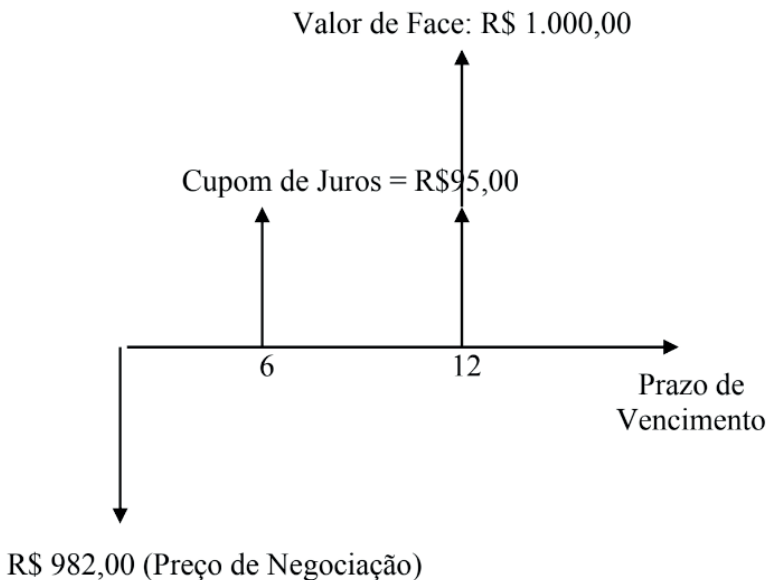 Valor de Face: R$ 1.000,00
Cupom de Juros = R$95,00
6
12
Prazo de
Vencimento
R$ 982,00 (Preço de Negociação)